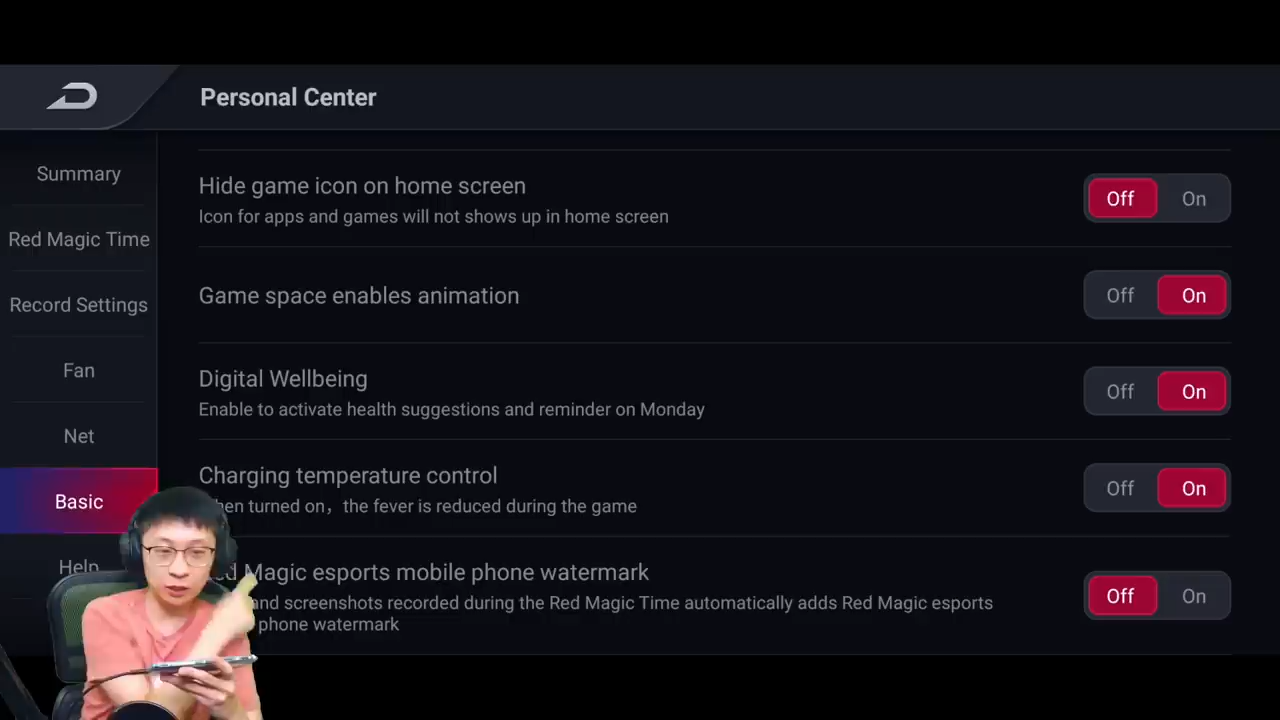 Personal Center
Summary
Red Magic Time
Record Settings
Fan
Net
Basic
Help
Hide game icon on home screen
Icon for apps and games will not shows up in home screen
Off On
Game space enables animation
Off On
Digital Wellbeing
Enable to activate health suggestions and reminder on Monday
Off On
Charging temperature control
hen turned on，the fever is reduced during the game
Off On
Magic esports mobile phone watermark
and screenshots recorded during the Red Magic Time automatically adds Red Magic esports
phone watermark
Off On